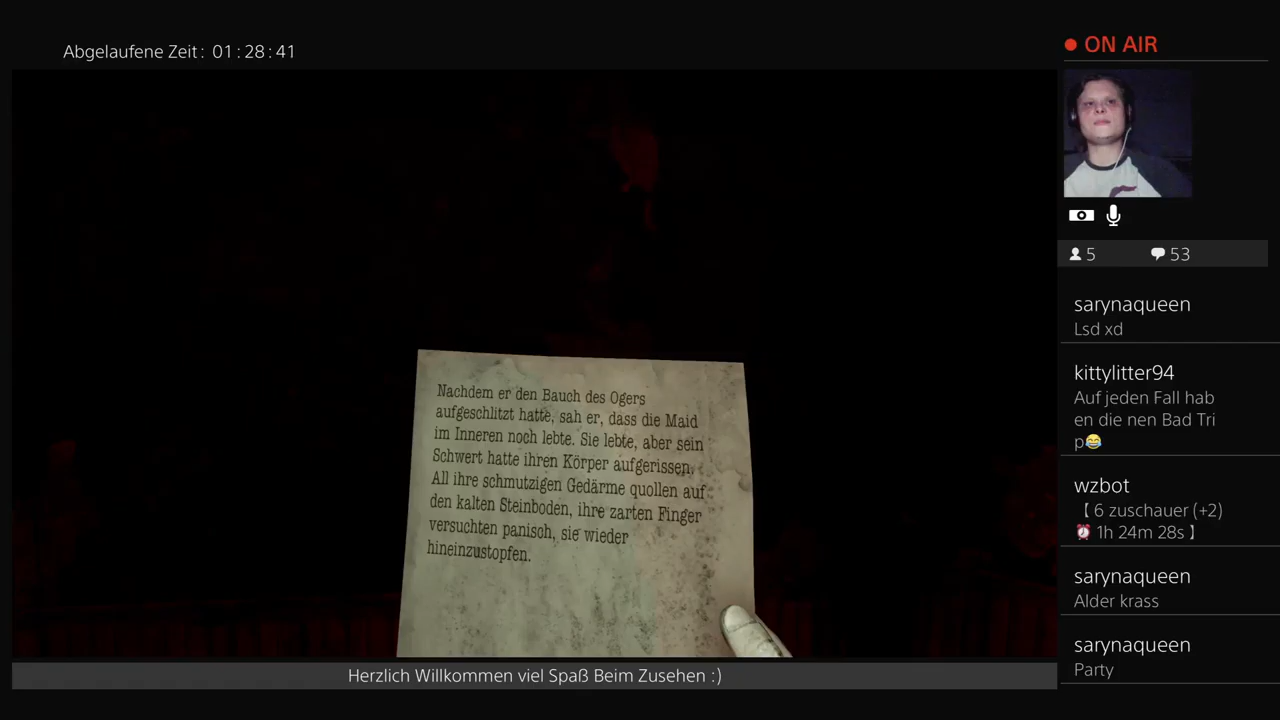 Abgelaufene Zeit: 01:28:41
ON AIR
5
53
sarynaqueen
Lsd xd
kittylitter94
Auf jeden Fall hab
en die nen Bad Tri
p😂
wzbot
【 6 zuschauer (+2)
⏰ 1h 24m 28s 】
sarynaqueen
Alder krass
sarynaqueen
Party
Nachdem er den Bauch des Ogers
aufgeschlitzt hatte, sah er, dass die Maid
im Inneren noch lebte. Sie lebte, aber sein
Schwert hatte ihren Körper aufgerissen.
All ihre schmutzigen Gedärme quollen auf
den kalten Steinboden, ihre zarten Finger
versuchten panisch, sie wieder
hineinzustopfen.
Herzlich Willkommen viel Spaß Beim Zusehen :)